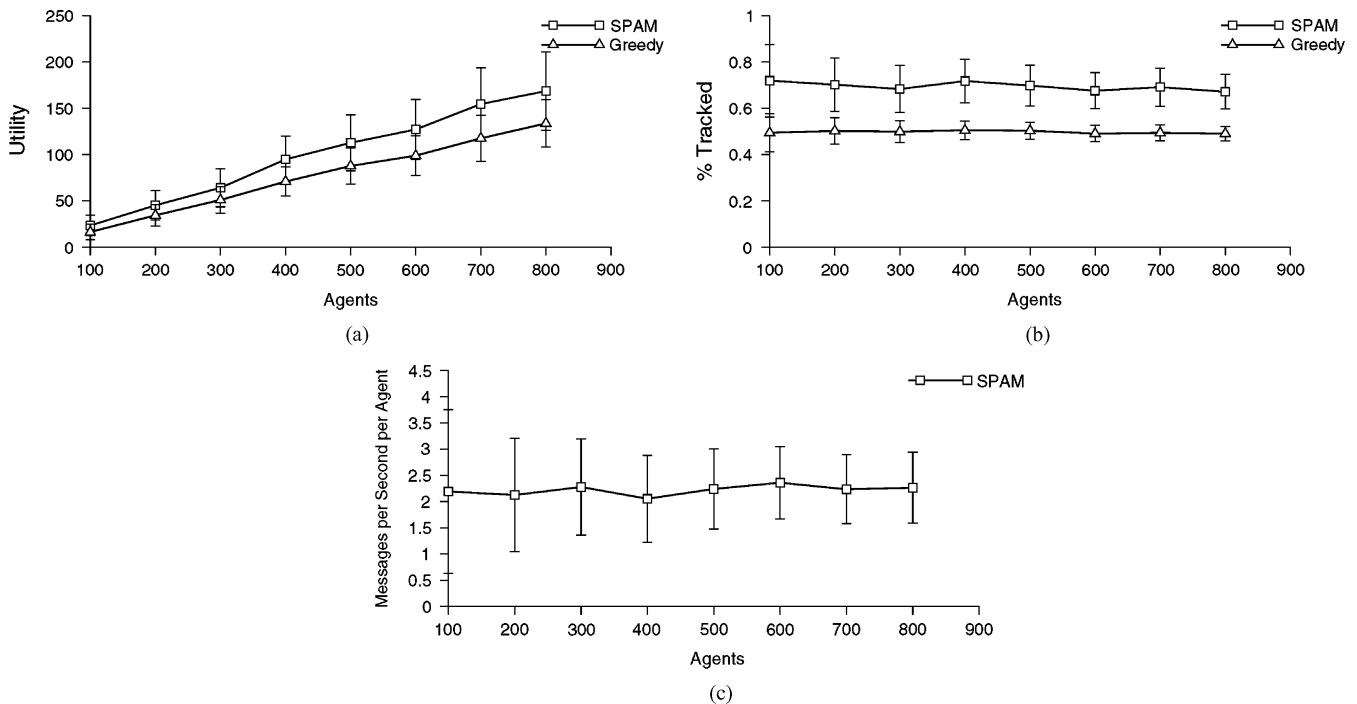 250
200
150
100
50
0
Utility
SPAM
Greedy
100 200 300 400 500 600 700 800 900
Agents
(a)
1
0.8
0.6
0.4
0.2
0
% Tracked
SPAM
Greedy
100 200 300 400 500 600 700 800 900
Agents
(b)
4.5
4
3.5
3
2.5
2
1.5
1
0.5
0
Messages per Second per Agent
SPAM
100 200 300 400 500 600 700 800 900
Agents
(c)